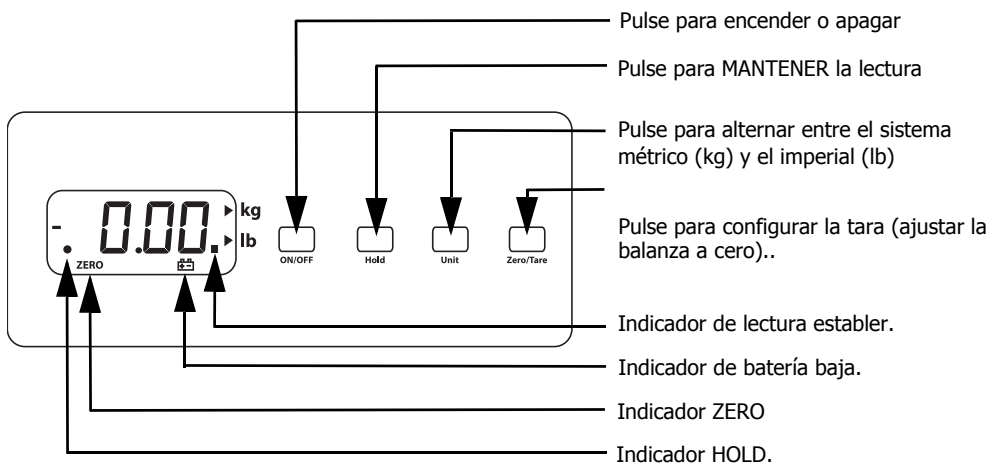 Pulse para encender o apagar
Pulse para MANTENER la lectura
Pulse para alternar entre el sistema
métrico (kg) y el imperial (lb)
Pulse para configurar la tara (ajustar la
balanza a cero)..
- 0.00. kg
lb
ZERO
ON/OFF
Hold
Unit
Zero/Tare
Indicador de lectura establer.
Indicador de batería baja.
Indicador ZERO
Indicador HOLD.